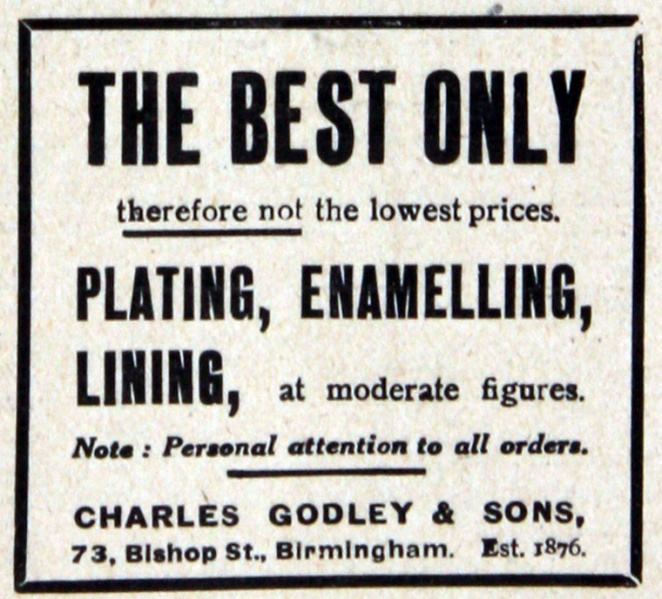 THE BEST ONLY
therefore not the lowest prices.
PLATING, ENAMELLING,
LINING, at moderate figures.
Note : Personal attention to all orders.
CHARLES GODLEY & SONS,
73, Bishop St., Birmingham. Est. 1876.